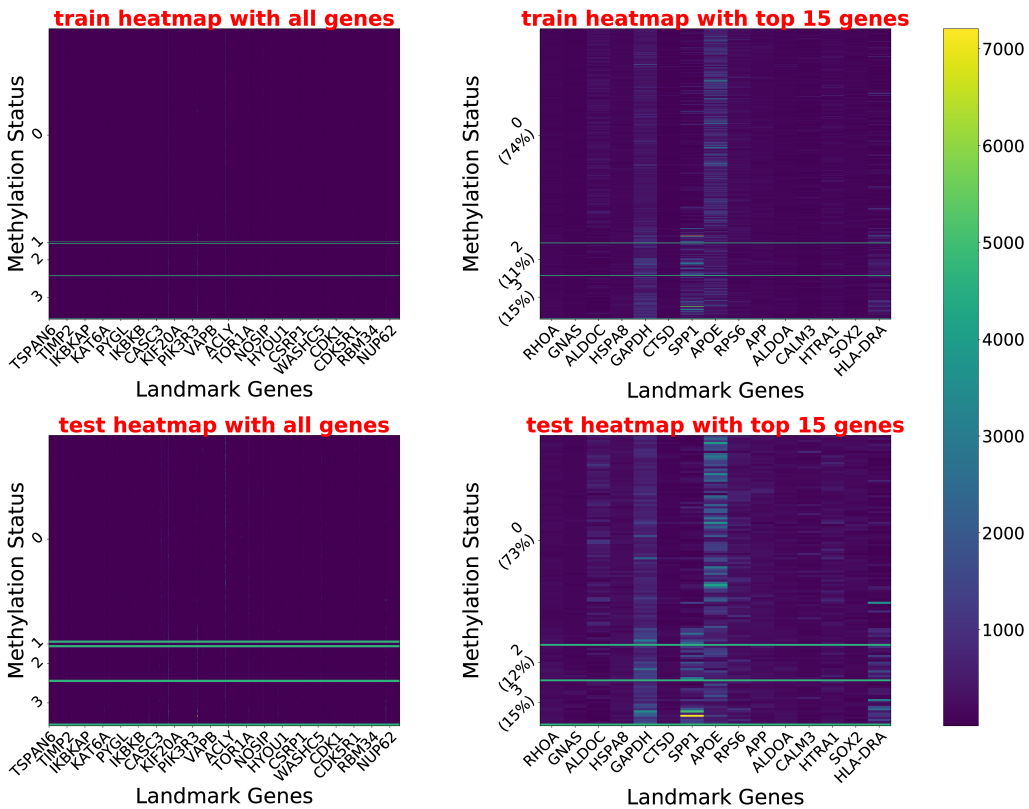 train heatmap with all genes
Methylation Status
0
1
2
3
TSPAN6
TIMP2
IKBKAP
KAT6A
PYGL
IKBKB
CASC3
KIF20A
PIK3R3
VAPB
ACLY
TOR1A
NOSIP
HYOU1
CSRP1
WASHC5
CDK1
CDK5R1
RBM34
NUP62
Landmark Genes
train heatmap with top 15 genes
Methylation Status
0
(74%)
2
(11%)
3
(15%)
RHOA
GNAS
ALDOC
HSPA8
GAPDH
CTSD
SPP1
APOE
RPS6
APP
ALDOA
CALM3
HTRA1
SOX2
HLA-DRA
Landmark Genes
7000
6000
5000
4000
3000
2000
1000
test heatmap with all genes
Methylation Status
0
1
2
3
TSPAN6
TIMP2
IKBKAP
KAT6A
PYGL
IKBKB
CASC3
KIF20A
PIK3R3
VAPB
ACLY
TOR1A
NOSIP
HYOU1
CSRP1
WASHC5
CDK1
CDK5R1
RBM34
NUP62
Landmark Genes
test heatmap with top 15 genes
Methylation Status
0
(73%)
2
(12%)
3
(15%)
RHOA
GNAS
ALDOC
HSPA8
GAPDH
CTSD
SPP1
APOE
RPS6
APP
ALDOA
CALM3
HTRA1
SOX2
HLA-DRA
Landmark Genes